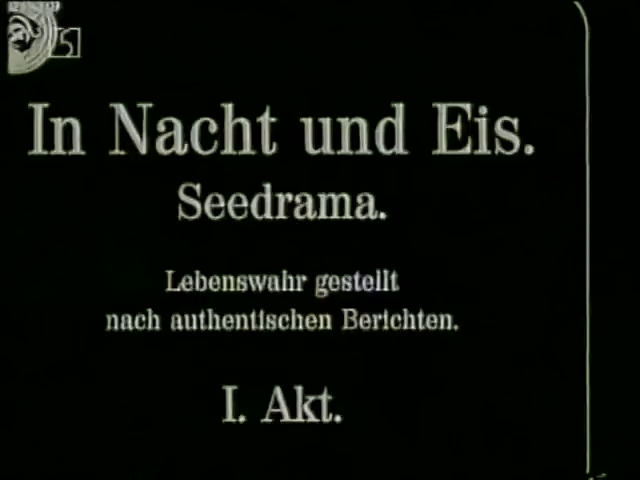 In Nacht und Eis.
Seedrama.
Lebenswahr gestellt
nach authentischen Berichten.
I. Akt.